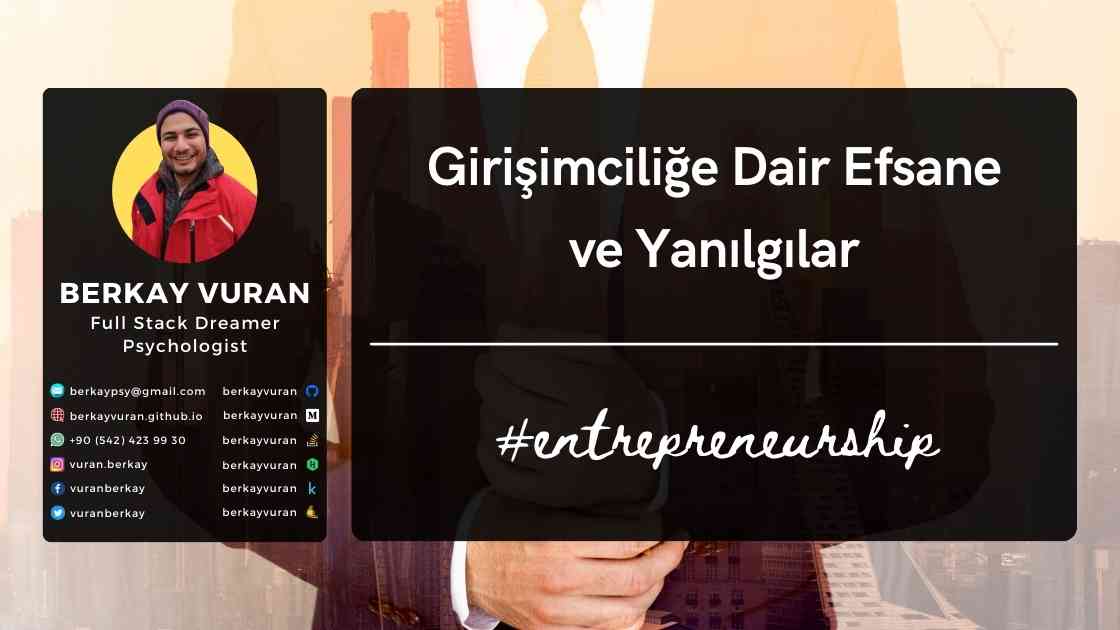 BERKAY VURAN
Full Stack Dreamer
Psychologist
berkaypsy@gmail.com
berkayvuran
berkayvuran.github.io
berkayvuran
+90 (542) 423 99 30
berkayvuran
vuran.berkay
berkayvuran
vuranberkay
berkayvuran
vuranberkay
berkayvuran
Girişimciliğe Dair Efsane
ve Yanılgılar
#entrepreneurship